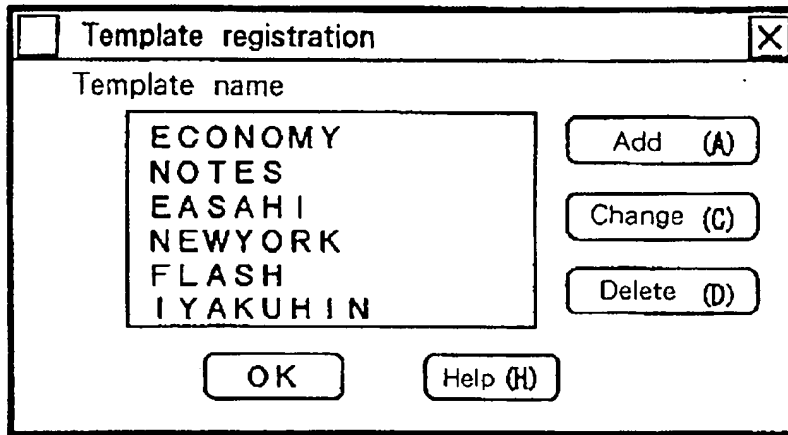 Template registration
Template name
ECONOMY
NOTES
EASAHI
NEWYORK
FLASH
IYAKUHIN
Add (A)
Change (C)
Delete (D)
OK
Help (H)